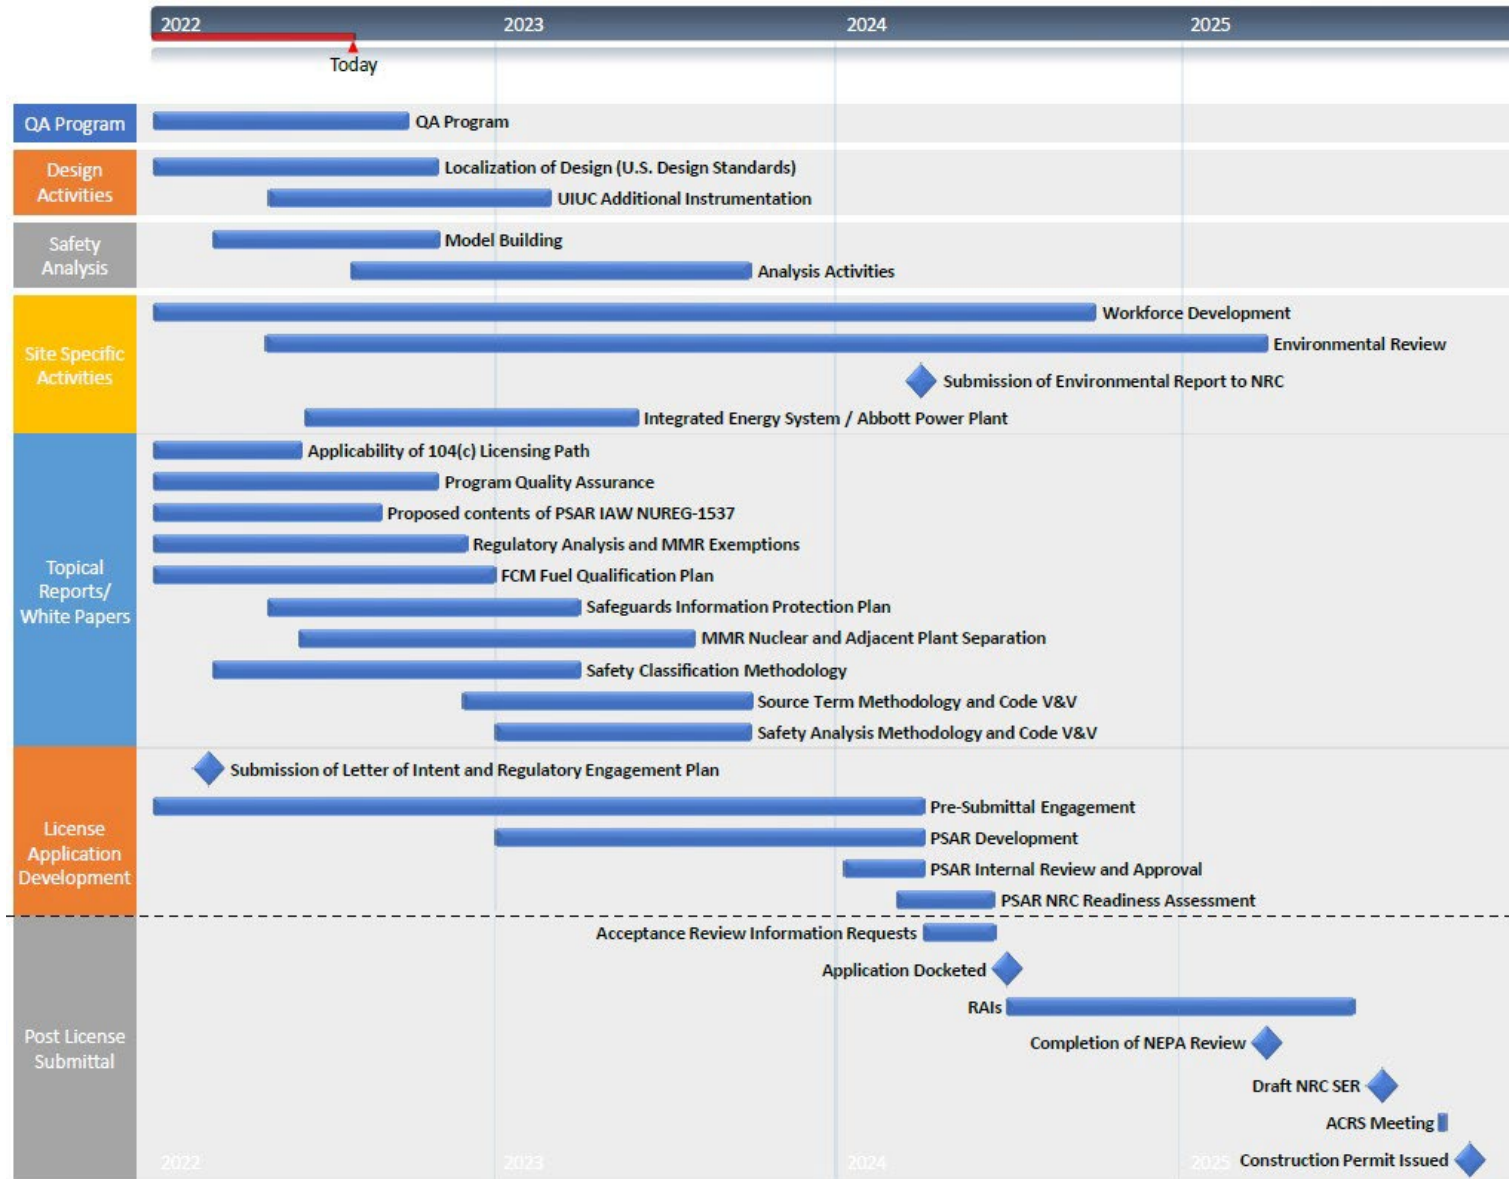 2022
2023
2024
2025
Today
QA Program
QA Program
Design
Activities
Localization of Design (U.S. Design Standards)
UIUC Additional Instrumentation
Safety
Analysis
Model Building
Analysis Activities
Site Specific
Activities
Workforce Development
Environmental Review
Submission of Environmental Report to NRC
Integrated Energy System / Abbott Power Plant
Topical
Reports/
White Papers
Applicability of 104(c) Licensing Path
Program Quality Assurance
Proposed contents of PSAR IAW NUREG-1537
Regulatory Analysis and MMR Exemptions
FCM Fuel Qualification Plan
Safeguards Information Protection Plan
MMR Nuclear and Adjacent Plant Separation
Safety Classification Methodology
Source Term Methodology and Code V&V
Safety Analysis Methodology and Code V&V
License
Application
Development
Submission of Letter of Intent and Regulatory Engagement Plan
Pre-Submittal Engagement
PSAR Development
PSAR Internal Review and Approval
PSAR NRC Readiness Assessment
Post License
Submittal
Acceptance Review Information Requests
Application Docketed
RAIs
Completion of NEPA Review
Draft NRC SER
ACRS Meeting
Construction Permit Issued
2022
2023
2024
2025